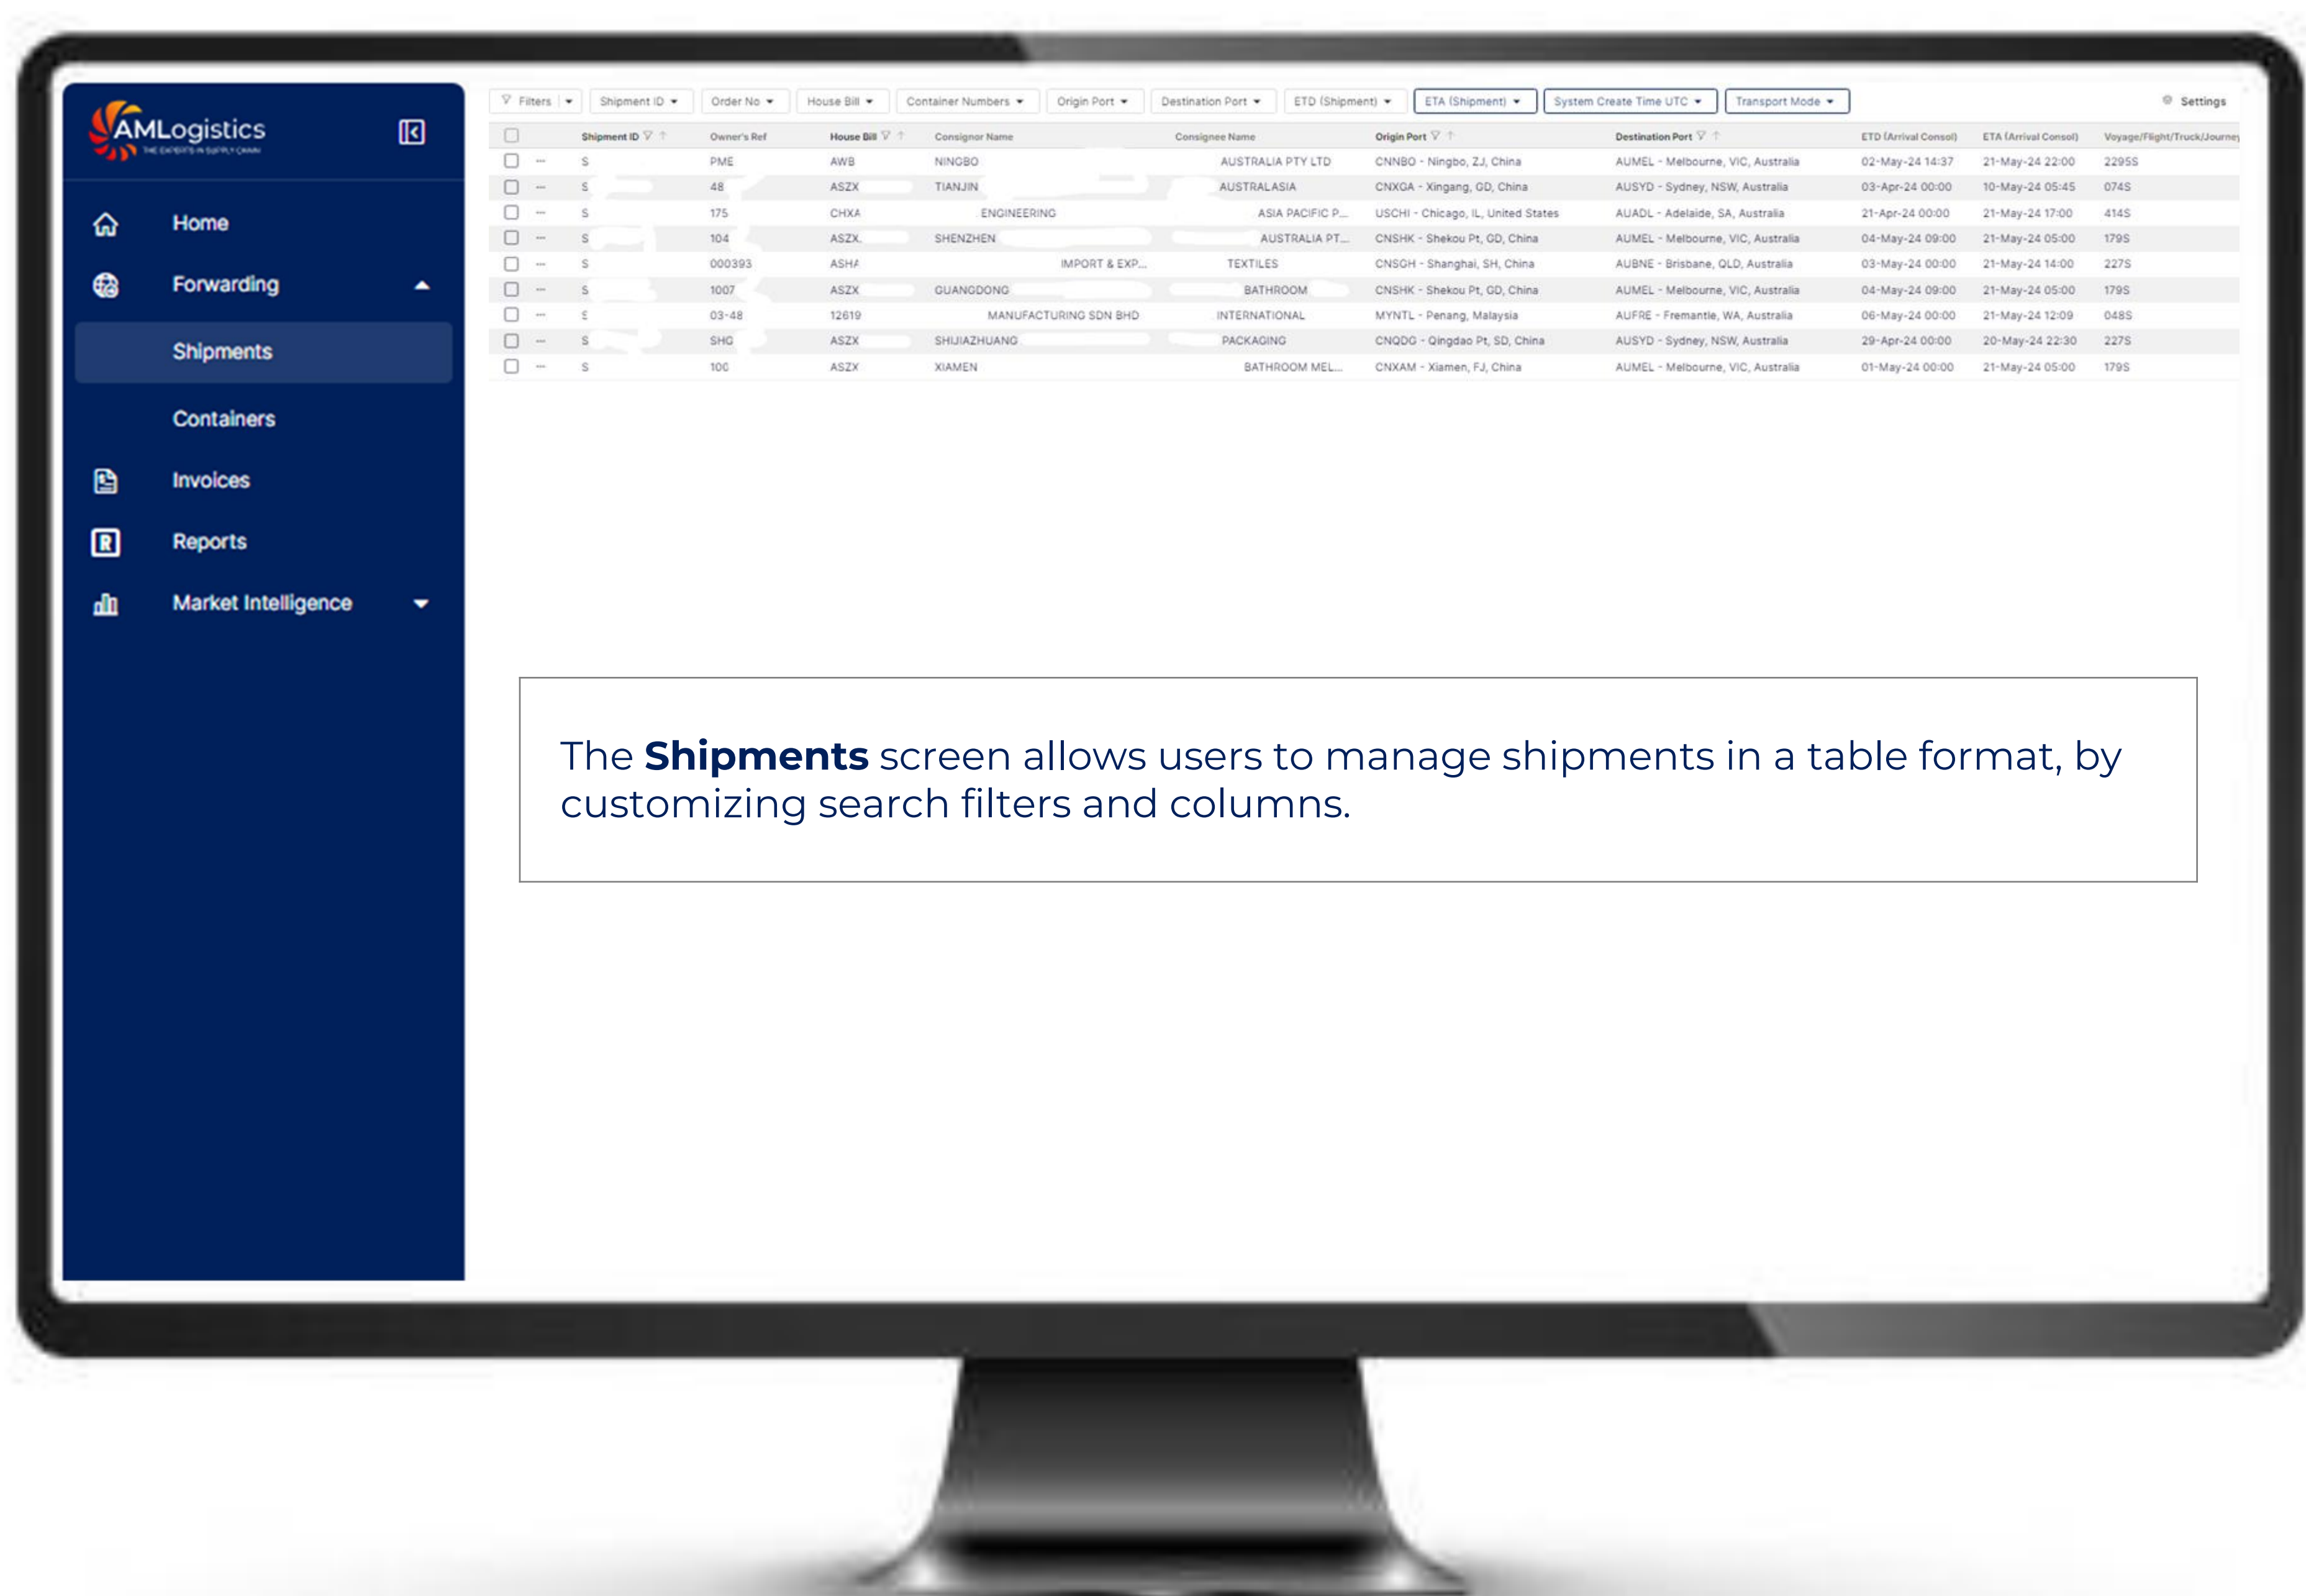 AMLogistics
THE EXPERTS IN SUPPLY CHAIN
Home
Forwarding
Shipments
Containers
Invoices
Reports
Market Intelligence
Filters Shipment ID Order No House Bill Container Numbers Origin Port Destination Port ETD (Shipment) ETA (Shipment) System Create Time UTC Transport Mode Settings
Shipment ID Owner's Ref House Bill Consignor Name Consignee Name Origin Port Destination Port ETD (Arrival Consol) ETA (Arrival Consol) Voyage/Flight/Truck/Journey
S PME AWB NINGBO AUSTRALIA PTY LTD CNNBO - Ningbo, ZJ, China AUMEL - Melbourne, VIC, Australia 02-May-24 14:37 21-May-24 22:00 2295S
S 48 ASZX TIANJIN AUSTRALASIA CNXGA - Xingang, GD, China AUSYD - Sydney, NSW, Australia 03-Apr-24 00:00 10-May-24 05:45 074S
S 175 CHXA ENGINEERING ASIA PACIFIC P... USCHI - Chicago, IL, United States AUADL - Adelaide, SA, Australia 21-Apr-24 00:00 21-May-24 17:00 414S
S 104 ASZX SHENZHEN AUSTRALIA PT... CNSHK - Shekou Pt, GD, China AUMEL - Melbourne, VIC, Australia 04-May-24 09:00 21-May-24 05:00 179S
S 000393 ASHA IMPORT & EXP... TEXTILES CNSGH - Shanghai, SH, China AUBNE - Brisbane, QLD, Australia 03-May-24 00:00 21-May-24 14:00 227S
S 1007 ASZX GUANGDONG BATHROOM CNSHK - Shekou Pt, GD, China AUMEL - Melbourne, VIC, Australia 04-May-24 09:00 21-May-24 05:00 179S
S 03-48 12619 MANUFACTURING SDN BHD INTERNATIONAL MYNTL - Penang, Malaysia AUFRE - Fremantle, WA, Australia 06-May-24 00:00 21-May-24 12:09 048S
S SHG ASZX SHIJIAZHUANG PACKAGING CNQDG - Qingdao Pt, SD, China AUSYD - Sydney, NSW, Australia 29-Apr-24 00:00 20-May-24 22:30 227S
S 100 ASZX XIAMEN BATHROOM MEL... CNXAM - Xiamen, FJ, China AUMEL - Melbourne, VIC, Australia 01-May-24 00:00 21-May-24 05:00 179S
The Shipments screen allows users to manage shipments in a table format, by
customizing search filters and columns.